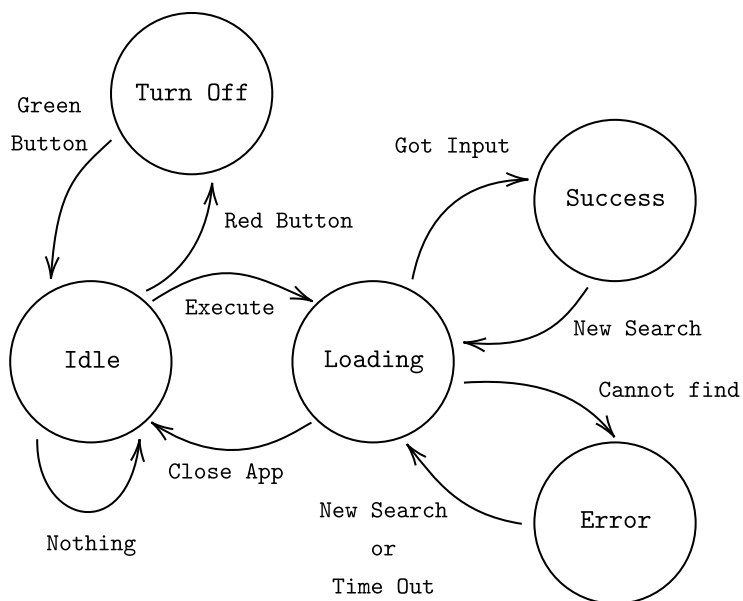 Turn Off
Green
Button
Got Input
Success
Red Button
Execute
New Search
Idle
Loading
Cannot find
Close App
New Search
or
Time Out
Error
Nothing